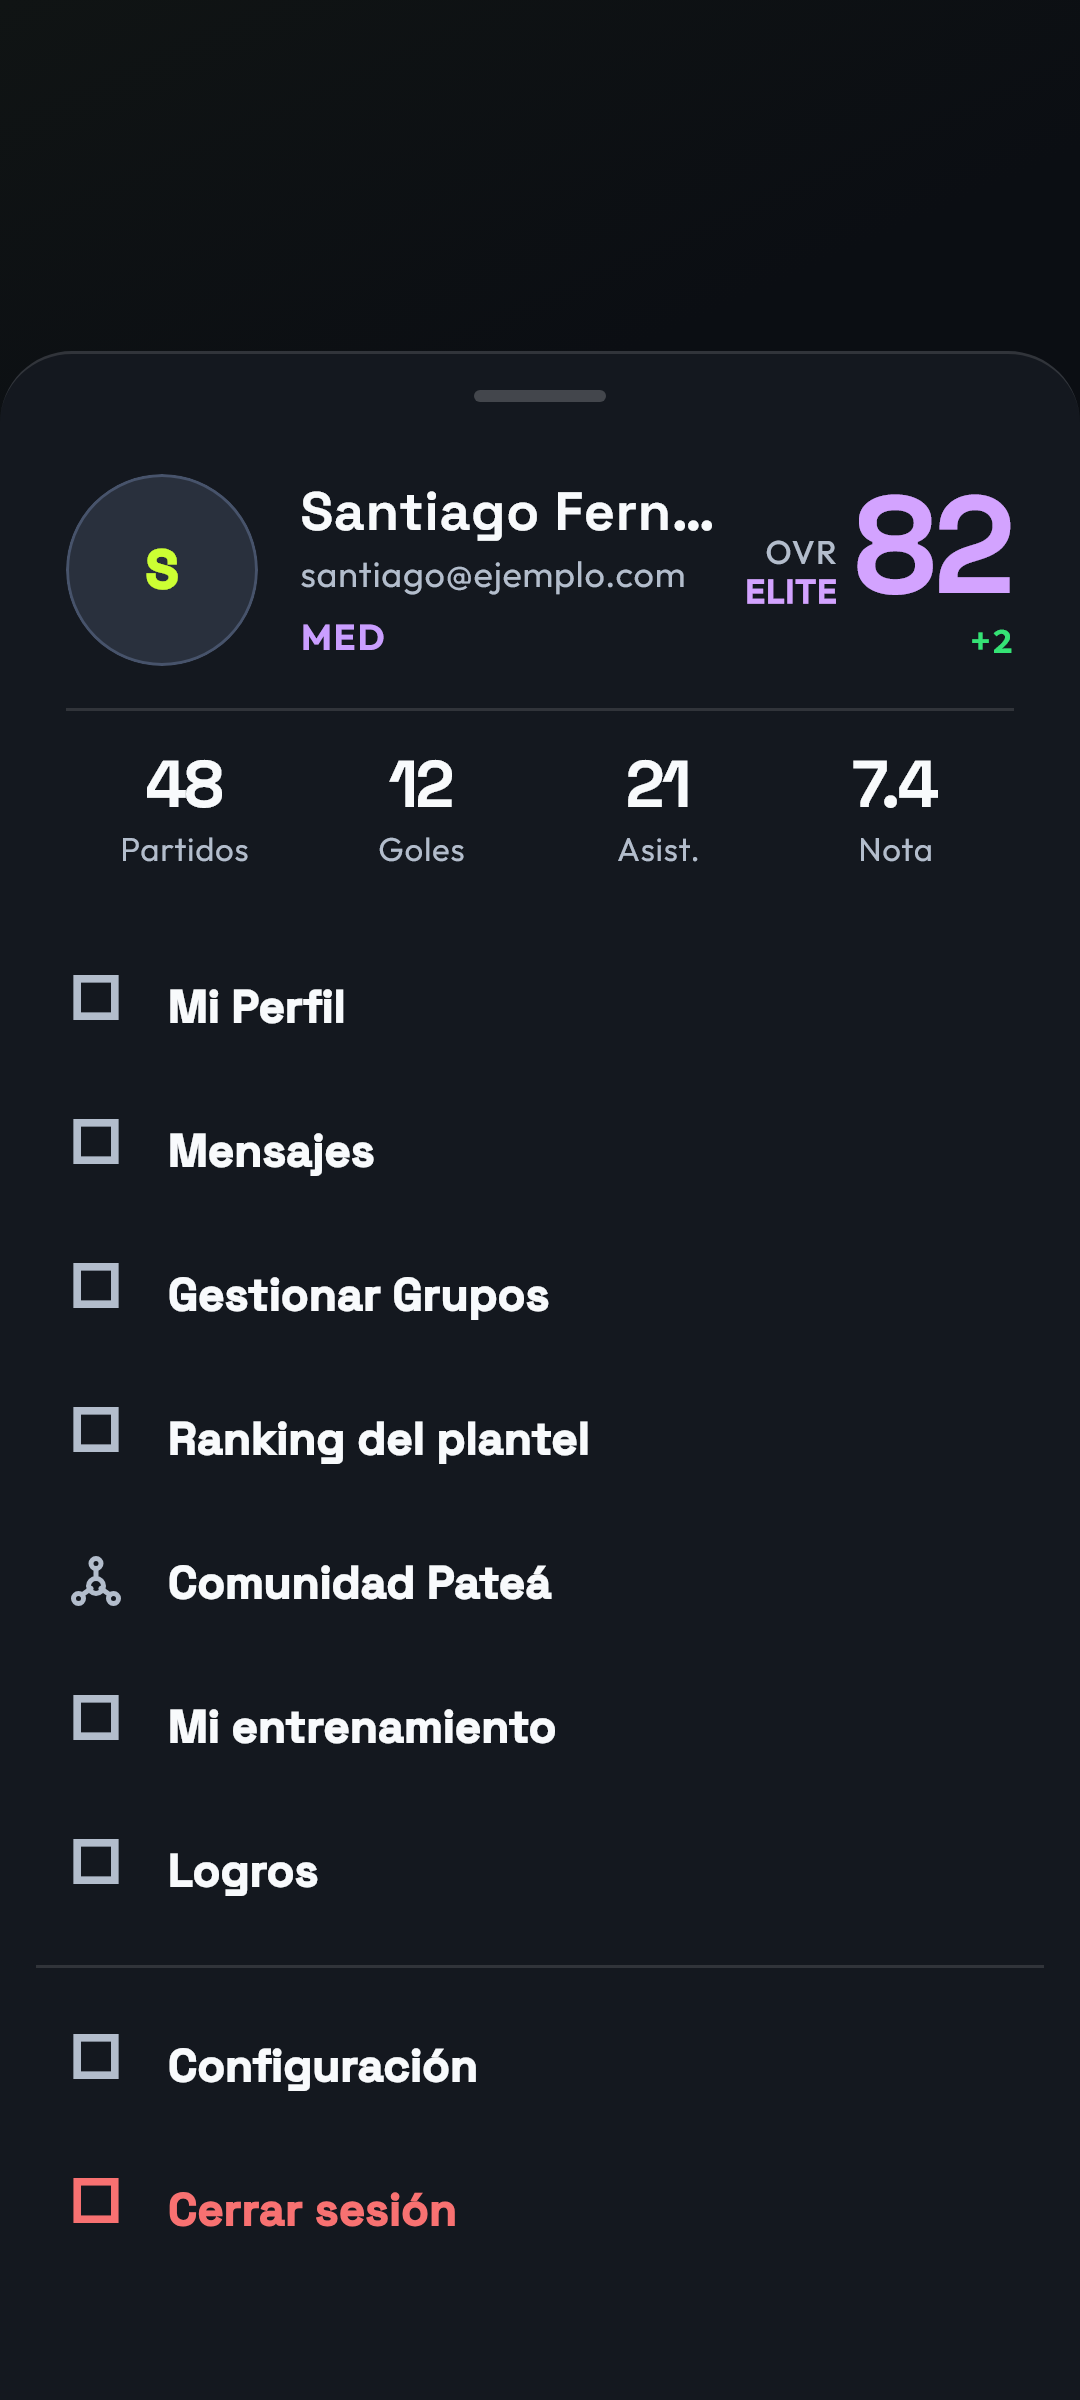 S
Santiago Fern...
santiago@ejemplo.com
MED
OVR
ELITE
82
+2
48
Partidos
12
Goles
21
Asist.
7.4
Nota
Mi Perfil
Mensajes
Gestionar Grupos
Ranking del plantel
Comunidad Pateá
Mi entrenamiento
Logros
Configuración
Cerrar sesión